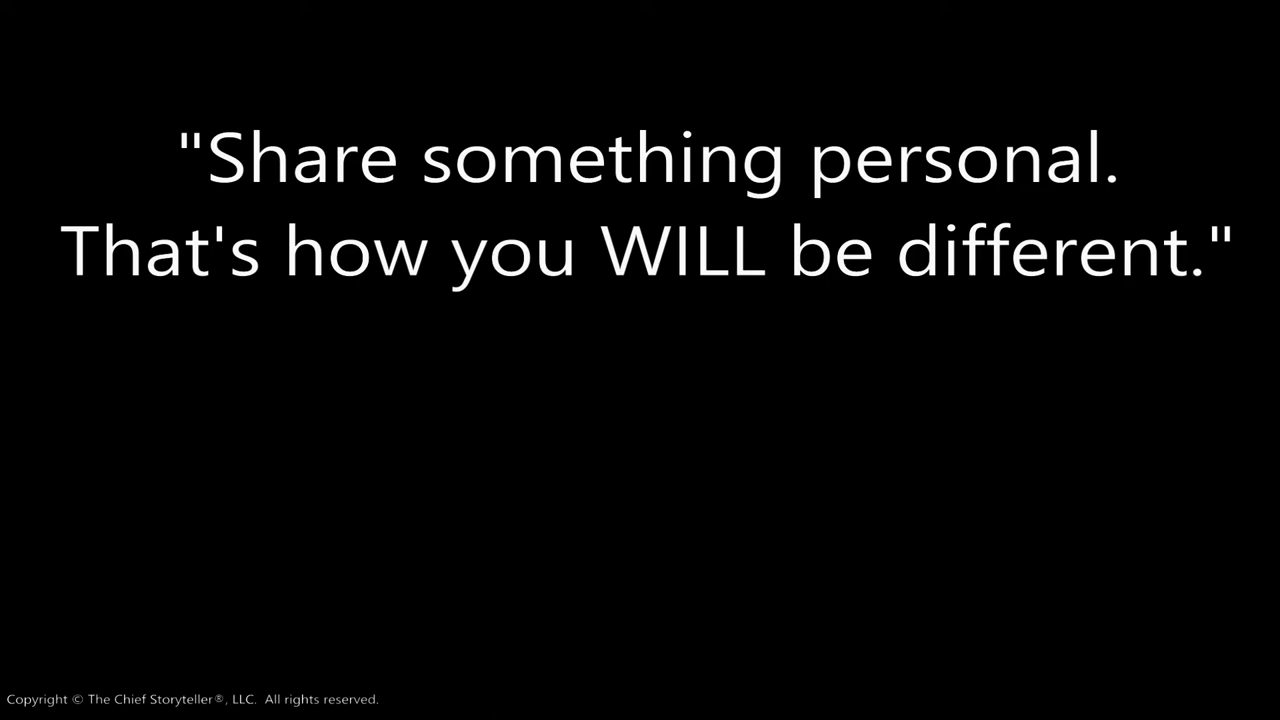 "Share something personal.
That's how you WILL be different."
Copyright © The Chief Storyteller®, LLC. All rights reserved.